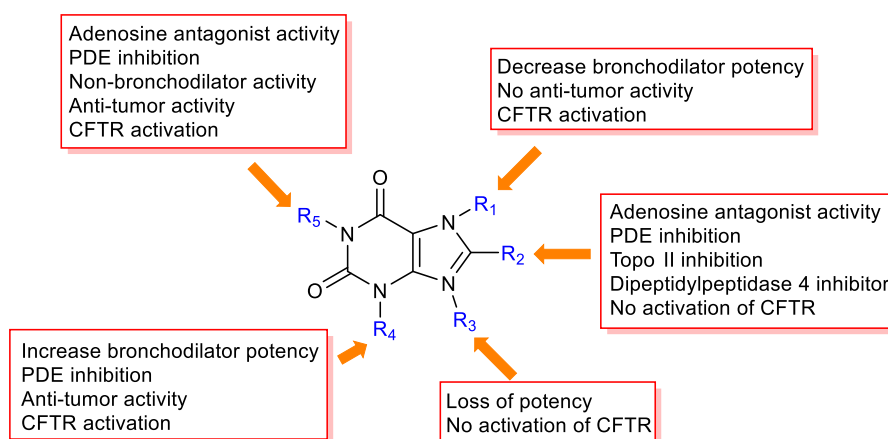 Adenosine antagonist activity
PDE inhibition
Non-bronchodilator activity
Anti-tumor activity
CFTR activation
Decrease bronchodilator potency
No anti-tumor activity
CFTR activation
O
R5
N
N
R1
O
N
N
R2
R4
R3
Adenosine antagonist activity
PDE inhibition
Topo II inhibition
Dipeptidylpeptidase 4 inhibitor
No activation of CFTR
Increase bronchodilator potency
PDE inhibition
Anti-tumor activity
CFTR activation
Loss of potency
No activation of CFTR